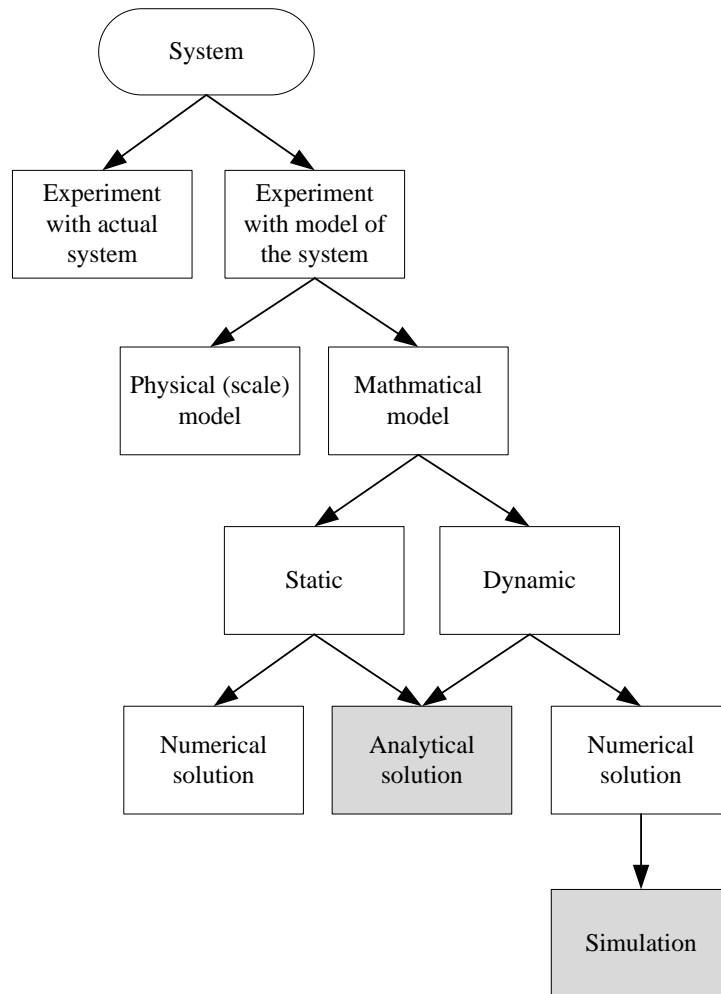 System
Experiment
with actual
system
Experiment
with model of
the system
Physical (scale)
model
Mathmatical
model
Static
Dynamic
Numerical
solution
Analytical
solution
Numerical
solution
Simulation